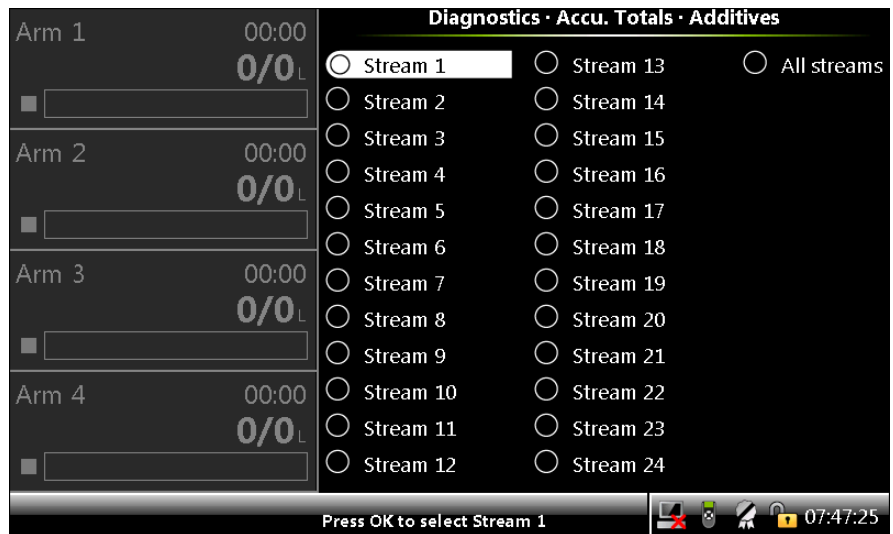 Diagnostics · Accu. Totals · Additives
Arm 1 00:00
0/0 L
Arm 2 00:00
0/0 L
Arm 3 00:00
0/0 L
Arm 4 00:00
0/0 L
Stream 1
Stream 2
Stream 3
Stream 4
Stream 5
Stream 6
Stream 7
Stream 8
Stream 9
Stream 10
Stream 11
Stream 12
Stream 13
Stream 14
Stream 15
Stream 16
Stream 17
Stream 18
Stream 19
Stream 20
Stream 21
Stream 22
Stream 23
Stream 24
All streams
Press OK to select Stream 1
07:47:25